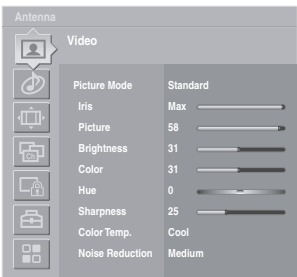 Antenna
Video
Picture Mode Standard
Iris Max
Picture 58
Brightness 31
Color 31
Hue 0
Sharpness 25
Color Temp. Cool
Noise Reduction Medium
Ch